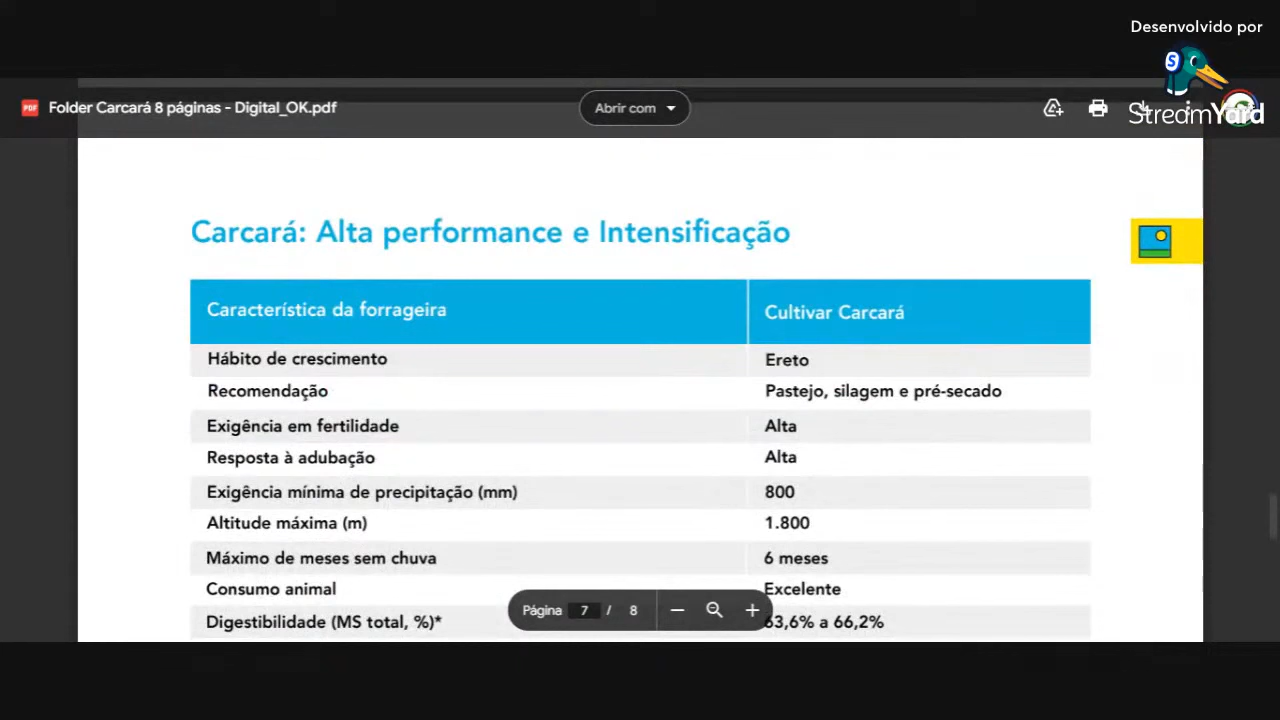 Desenvolvido por
StreamYard
PDF Folder Carcará 8 páginas - Digital_OK.pdf
Abrir com
Carcará: Alta performance e Intensificação
Característica da forrageira Cultivar Carcará
Hábito de crescimento Ereto
Recomendação Pastejo, silagem e pré-secado
Exigência em fertilidade Alta
Resposta à adubação Alta
Exigência mínima de precipitação (mm) 800
Altitude máxima (m) 1.800
Máximo de meses sem chuva 6 meses
Consumo animal Excelente
Página 7 / 8
Digestibilidade (MS total, %)* 63,6% a 66,2%